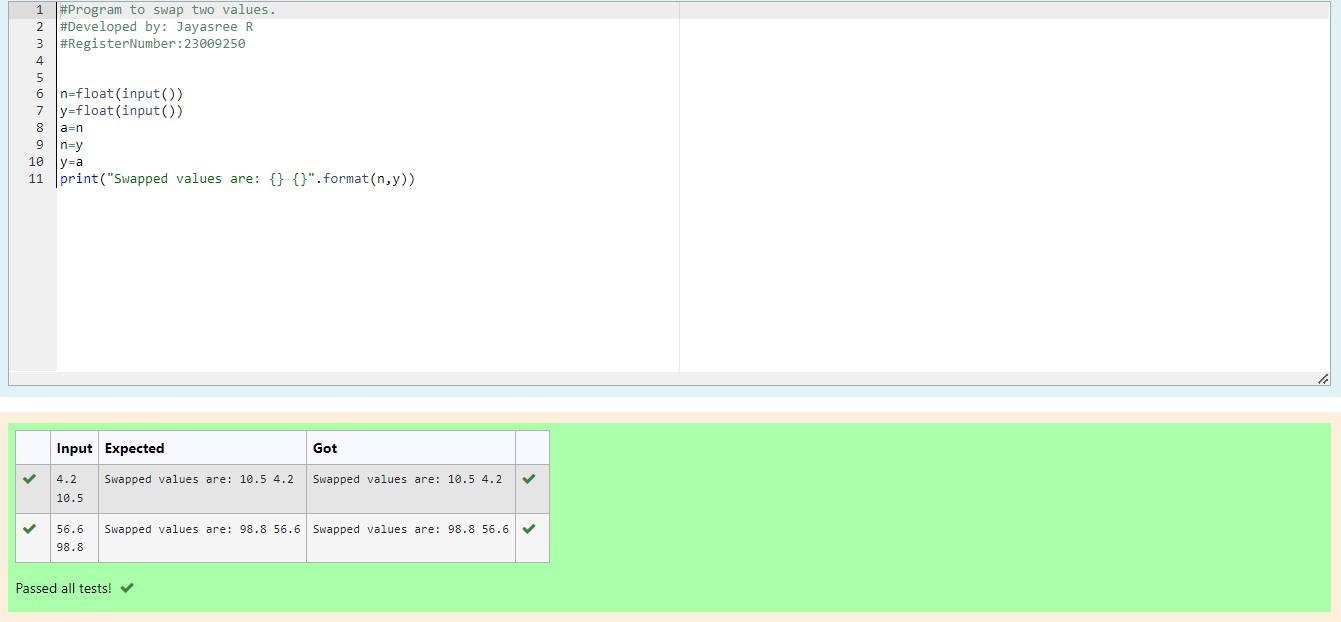 1 #Program to swap two values.
2 #Developed by: Jayasree R
3 #RegisterNumber:23009250
4
5
6 n=float(input())
7 y=float(input())
8 a=n
9 n=y
10 y=a
11 print("Swapped values are: {} {}".format(n,y))
Input Expected Got
4.2 Swapped values are: 10.5 4.2 Swapped values are: 10.5 4.2
10.5
56.6 Swapped values are: 98.8 56.6 Swapped values are: 98.8 56.6
98.8
Passed all tests!